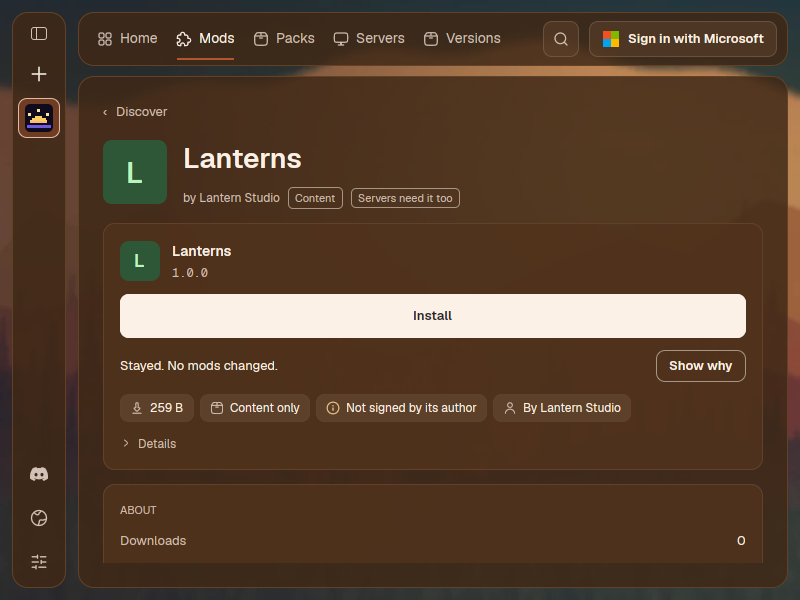 Home Mods Packs Servers Versions Sign in with Microsoft
‹ Discover
L
Lanterns
by Lantern Studio Content Servers need it too
L
Lanterns
1.0.0
Install
Stayed. No mods changed. Show why
259 B Content only Not signed by its author By Lantern Studio
Details
ABOUT
Downloads 0